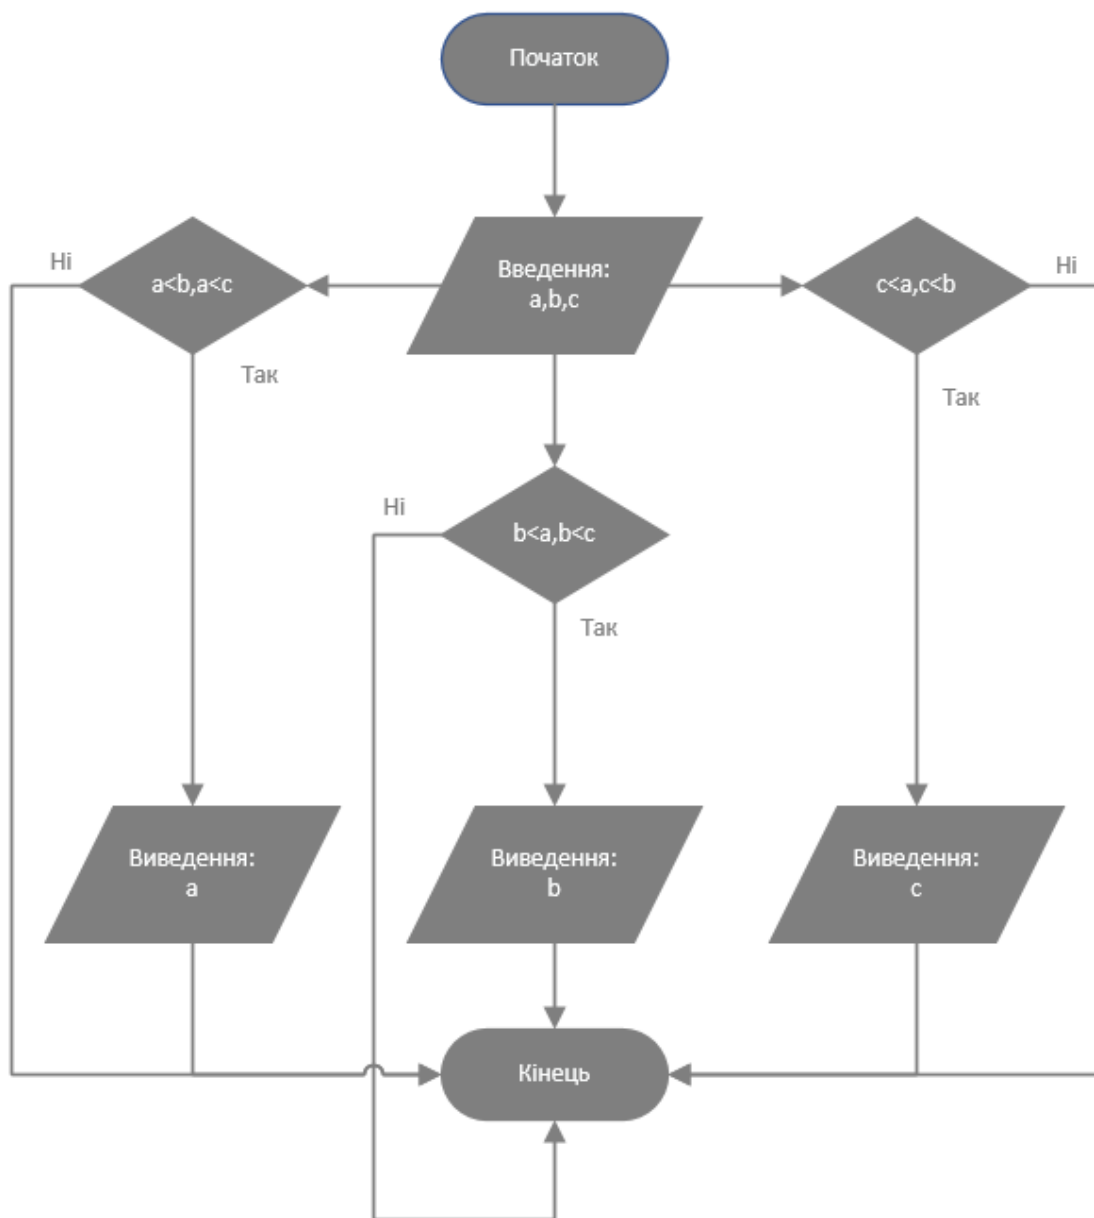 Початок
Ні
a<b,a<c
Введення:
a,b,c
c<a,c<b
Ні
Так
Так
Ні
b<a,b<c
Так
Виведення:
a
Виведення:
b
Виведення:
c
Кінець